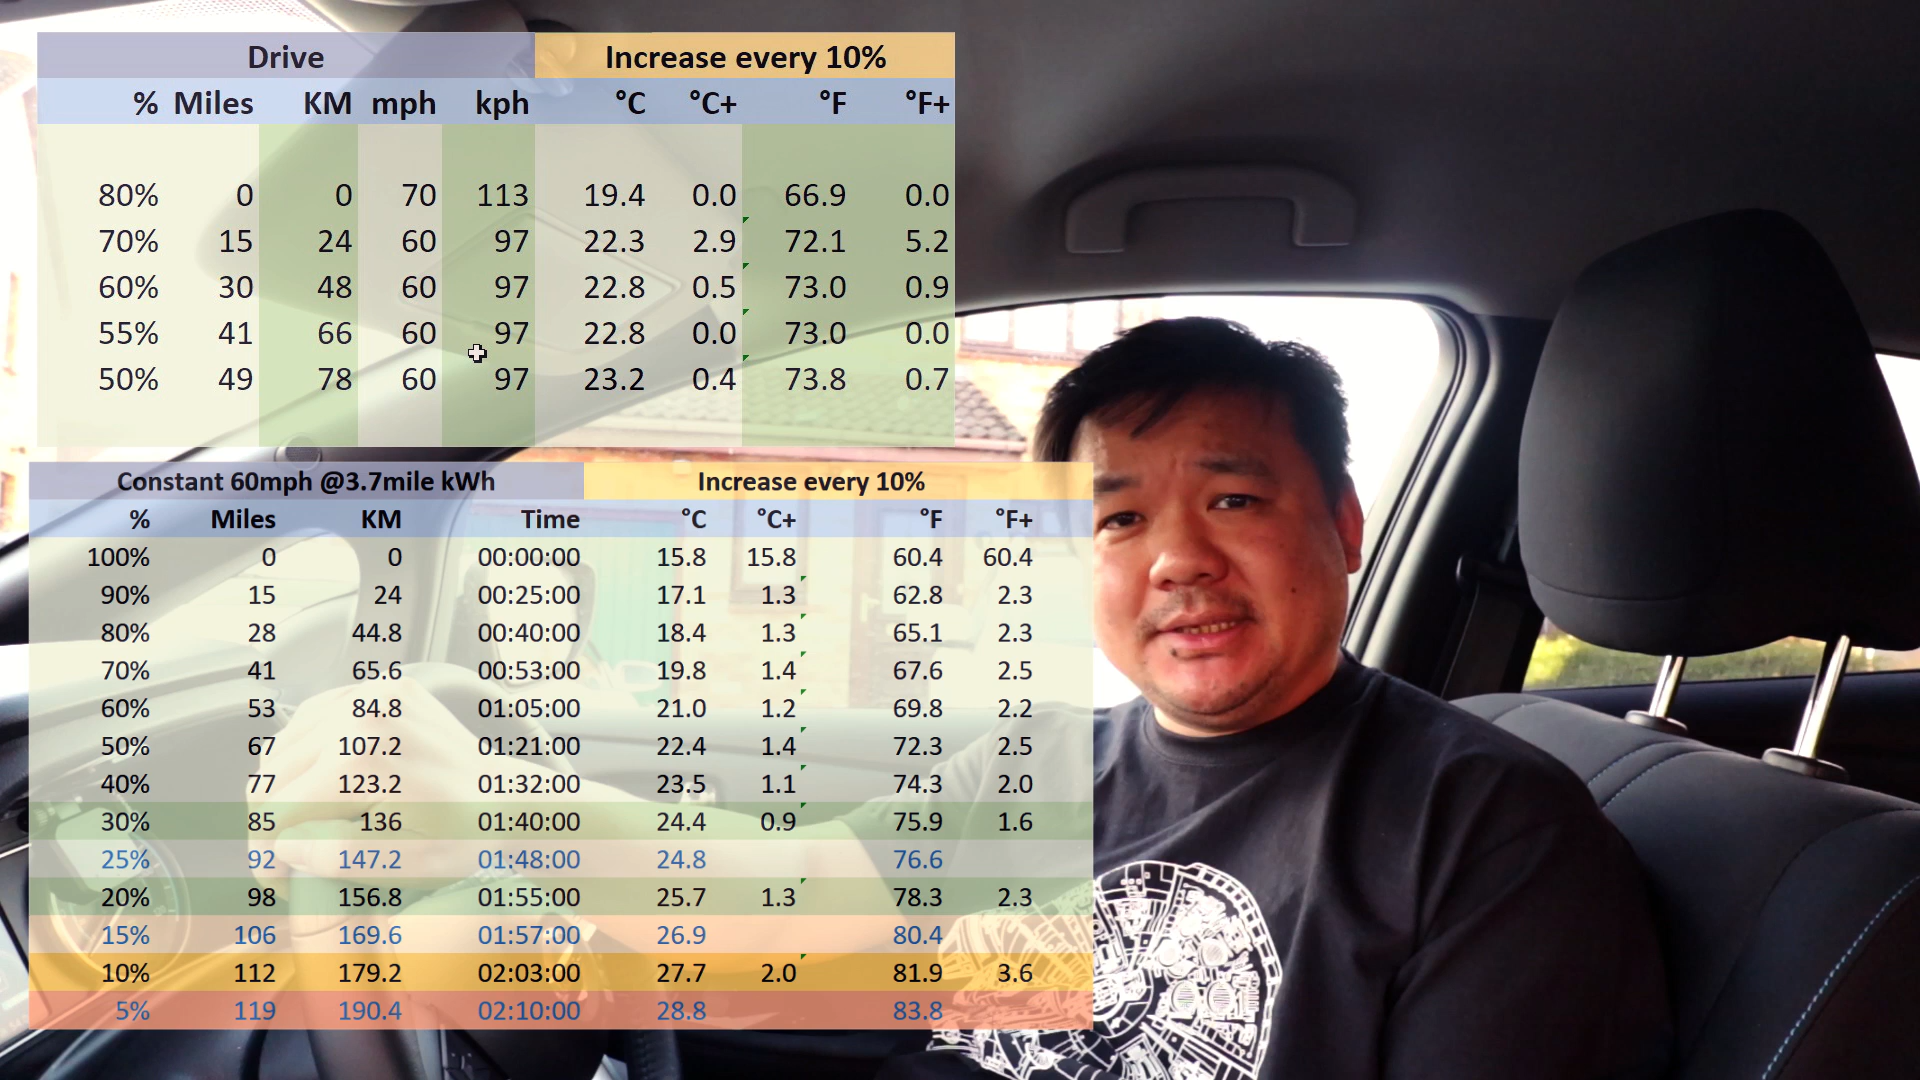 Drive Increase every 10%
% Miles KM mph kph °C °C+ °F °F+
80% 0 0 70 113 19.4 0.0 66.9 0.0
70% 15 24 60 97 22.3 2.9 72.1 5.2
60% 30 48 60 97 22.8 0.5 73.0 0.9
55% 41 66 60 97 22.8 0.0 73.0 0.0
50% 49 78 60 97 23.2 0.4 73.8 0.7
Constant 60mph @3.7mile kWh Increase every 10%
% Miles KM Time °C °C+ °F °F+
100% 0 0 00:00:00 15.8 15.8 60.4 60.4
90% 15 24 00:25:00 17.1 1.3 62.8 2.3
80% 28 44.8 00:40:00 18.4 1.3 65.1 2.3
70% 41 65.6 00:53:00 19.8 1.4 67.6 2.5
60% 53 84.8 01:05:00 21.0 1.2 69.8 2.2
50% 67 107.2 01:21:00 22.4 1.4 72.3 2.5
40% 77 123.2 01:32:00 23.5 1.1 74.3 2.0
30% 85 136 01:40:00 24.4 0.9 75.9 1.6
25% 92 147.2 01:48:00 24.8 76.6
20% 98 156.8 01:55:00 25.7 1.3 78.3 2.3
15% 106 169.6 01:57:00 26.9 80.4
10% 112 179.2 02:03:00 27.7 2.0 81.9 3.6
5% 119 190.4 02:10:00 28.8 83.8